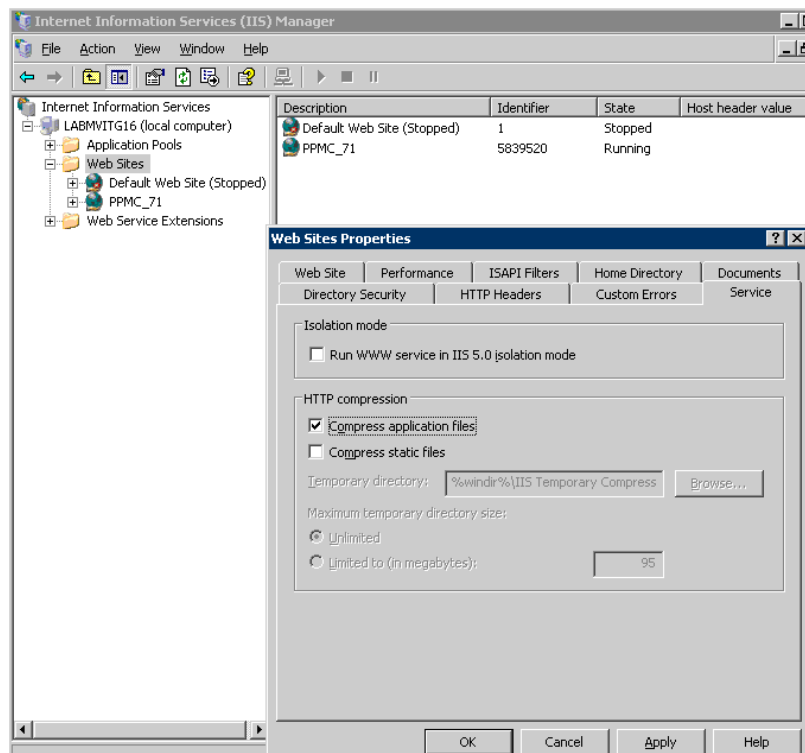 Internet Information Services (IIS) Manager
File Action View Window Help
Internet Information Services
LABMVITG16 (local computer)
Application Pools
Web Sites
Default Web Site (Stopped)
PPMC_71
Web Service Extensions
Description Identifier State Host header value
Default Web Site (Stopped) 1 Stopped
PPMC_71 5839520 Running
Web Sites Properties
Web Site Performance ISAPI Filters Home Directory Documents
Directory Security HTTP Headers Custom Errors Service
Isolation mode
Run WWW service in IIS 5.0 isolation mode
HTTP compression
Compress application files
Compress static files
Temporary directory: %windir%\IIS Temporary Compress Browse...
Maximum temporary directory size:
Unlimited
Limited to (in megabytes): 95
OK Cancel Apply Help